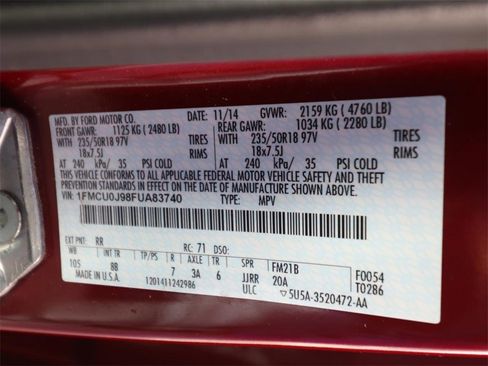 MFD. BY FORD MOTOR CO. 11/14 GVWR: 2159 KG ( 4760 LB)
FRONT GAWR: 1125 KG ( 2480 LB) REAR GAWR: 1034 KG ( 2280 LB)
WITH 235/50R18 97V TIRES WITH 235/50R18 97V TIRES
18x7.5J RIMS 18x7.5J RIMS
AT 240 kPa/ 35 PSI COLD AT 240 kPa/ 35 PSI COLD
THIS VEHICLE CONFORMS TO ALL APPLICABLE FEDERAL MOTOR VEHICLE SAFETY AND THEFT
PREVENTION STANDARDS IN EFFECT ON THE DATE OF MANUFACTURE SHOWN ABOVE.
VIN: 1FMCU0J98FUA83740 TYPE: MPV
EXT PNT: RR RC: 71 DSO:
WB INT TR TP/PS R AXLE TR SPR FM21B F0054
105 8B 7 3A 6 JJRR 20A T0286
MADE IN U.S.A. 1201411242986 ULC 5U5A-3520472-AA